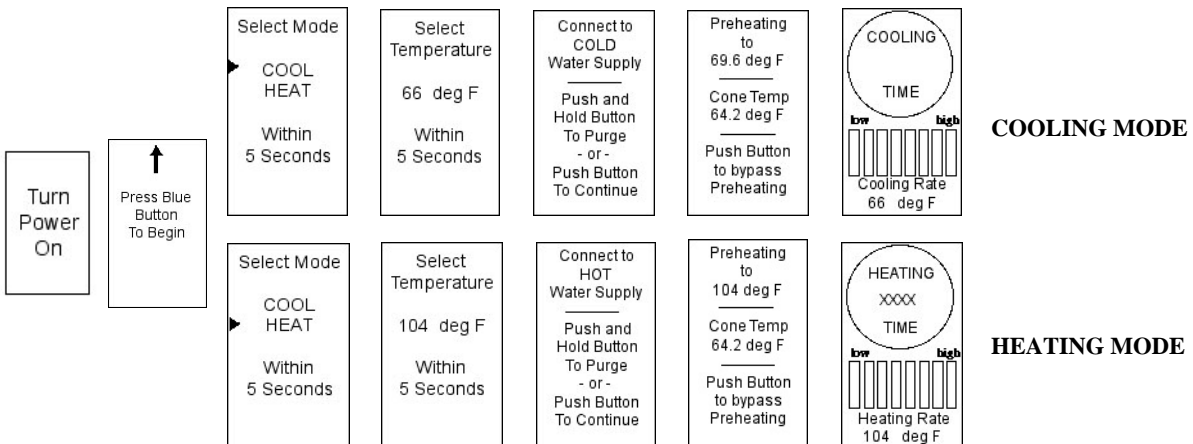 Turn
Power
On
Press Blue
Button
To Begin
Select Mode
COOL
HEAT
Within
5 Seconds
Select
Temperature
66 deg F
Within
5 Seconds
Connect to
COLD
Water Supply
Push and
Hold Button
To Purge
- or -
Push Button
To Continue
Preheating
to
69.6 deg F
Cone Temp
64.2 deg F
Push Button
to bypass
Preheating
COOLING
TIME
low high
Cooling Rate
66 deg F
COOLING MODE
Select Mode
COOL
HEAT
Within
5 Seconds
Select
Temperature
104 deg F
Within
5 Seconds
Connect to
HOT
Water Supply
Push and
Hold Button
To Purge
- or -
Push Button
To Continue
Preheating
to
104 deg F
Cone Temp
64.2 deg F
Push Button
to bypass
Preheating
HEATING
XXXX
TIME
low high
Heating Rate
104 deg F
HEATING MODE